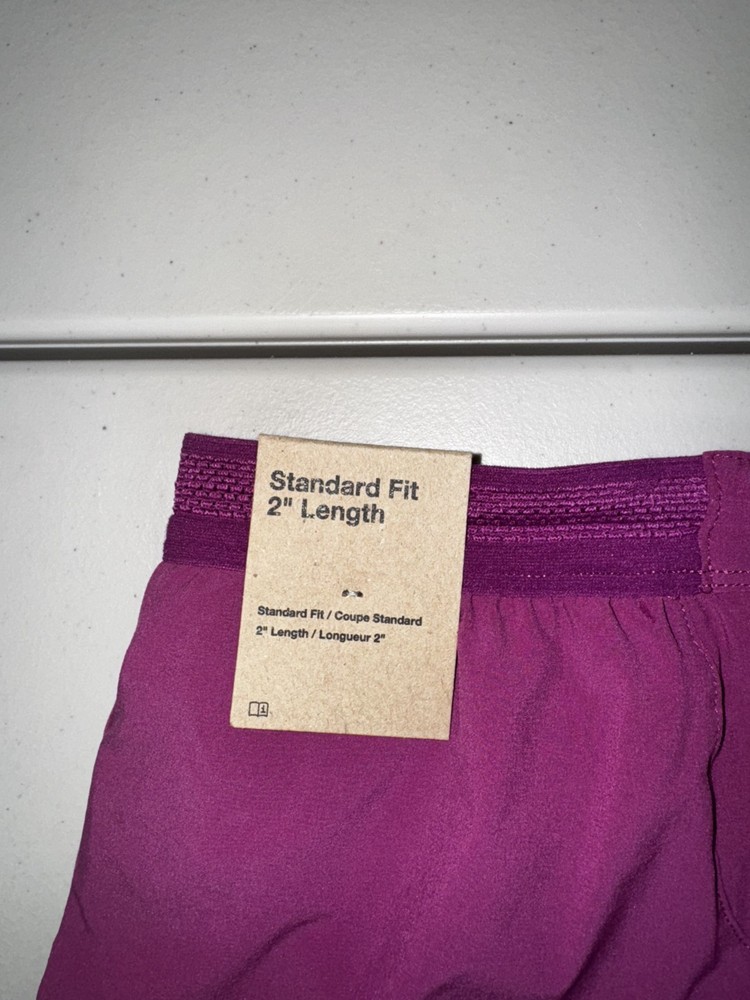 Standard Fit
2" Length
Standard Fit / Coupe Standard
2" Length / Longueur 2"